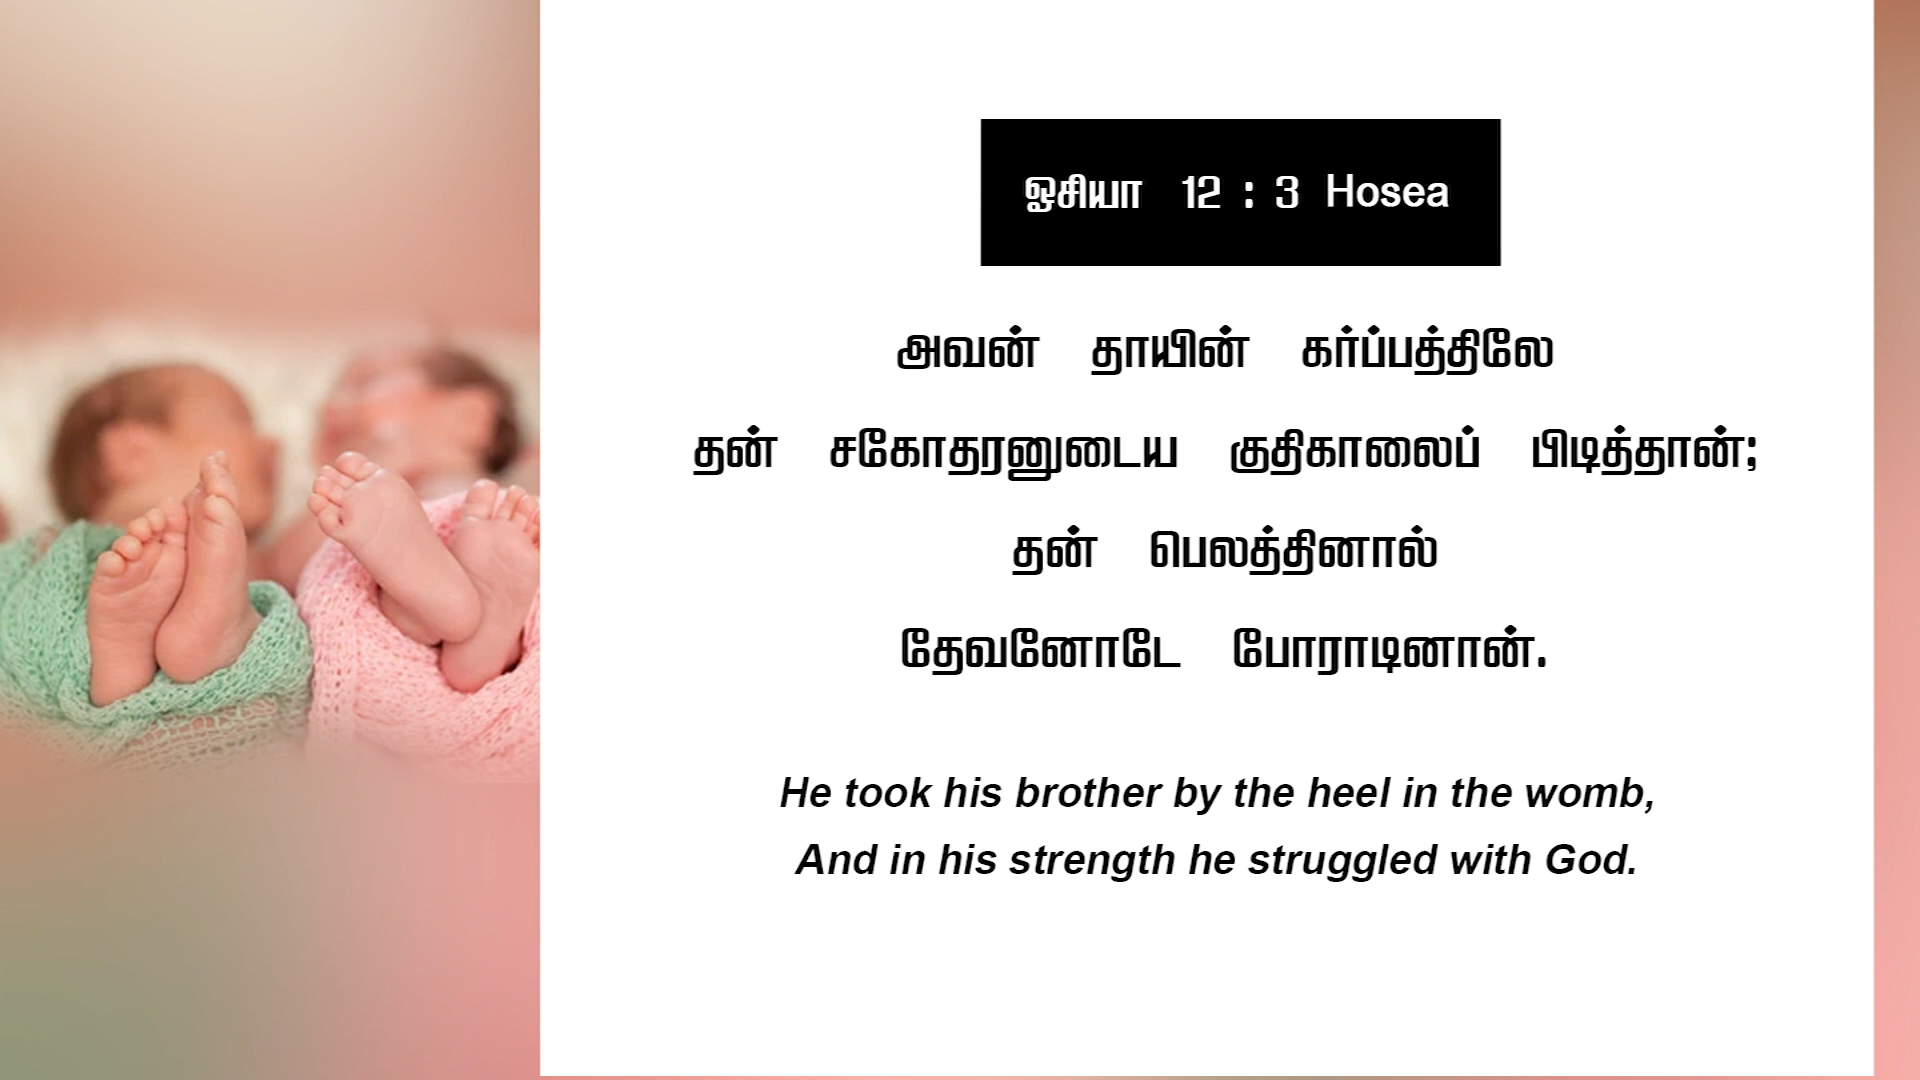 ஓசியா 12 : 3 Hosea
அவன் தாயின் கர்ப்பத்திலே
தன் சகோதரனுடைய குதிகாலைப் பிடித்தான்;
தன் பெலத்தினால்
தேவனோடே போராடினான்.
He took his brother by the heel in the womb,
And in his strength he struggled with God.